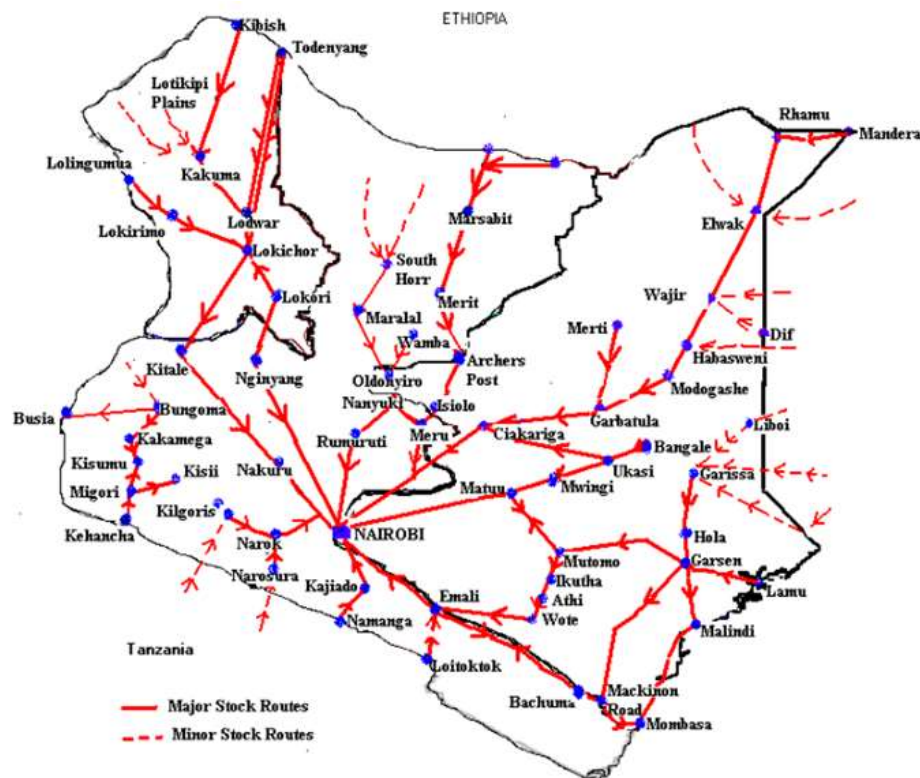 ETHIOPIA
Kibish
Todenyang
Lotikipi
Plains
Rhamu
Mandera
Lolingumua
Kakuma
Lokirimo
Lodwar
Marsabit
Elwak
Lokichor
South
Horr
Lokori
Merit
Wajir
Maralal
Merti
Wamba
Dif
Habasweni
Kitale
Nginyang
Archers
Post
Oldonyiro
Modogashe
Nanyuki
Isiolo
Busia
Bungoma
Garbatula
Liboi
Rumuruti
Meru
Ciakariga
Kakamega
Bangale
Kisumu
Nakuru
Ukasi
Garissa
Kisii
Mwingi
Migori
Matuu
Kilgoris
Kehancha
NAIROBI
Hola
Narok
Mutomo
Garsen
Narosura
Ikutha
Kajiado
Emali
Athi
Lamu
Namanga
Wote
Malindi
Tanzania
Loitoktok
Bachuma
Mackinon
Road
Major Stock Routes
Mombasa
Minor Stock Routes